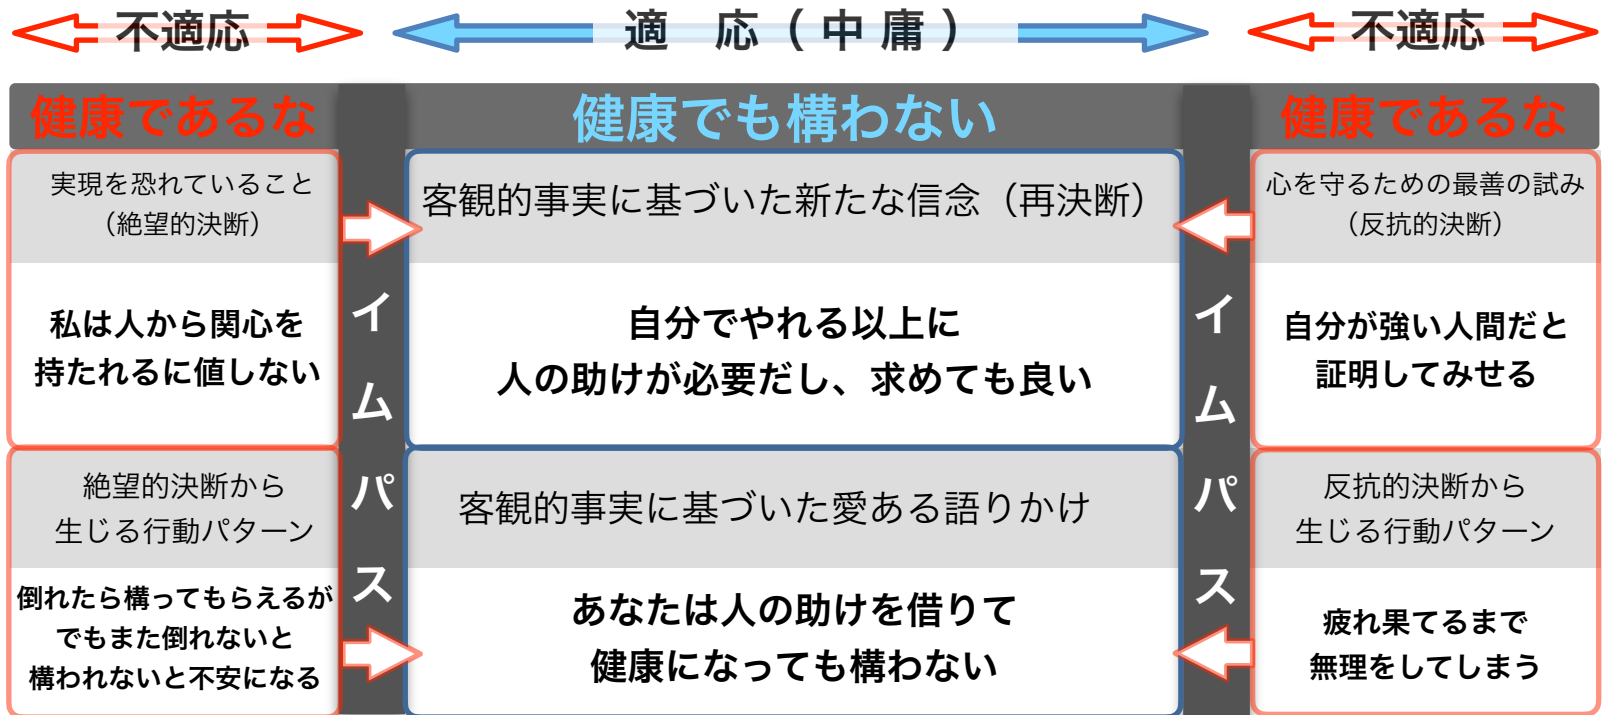 不適応
適　応（中庸）
不適応
健康であるな
健康でも構わない
健康であるな
実現を恐れていること
（絶望的決断）
客観的事実に基づいた新たな信念（再決断）
心を守るための最善の試み
（反抗的決断）
私は人から関心を
持たれるに値しない
イムパス
自分でやれる以上に
人の助けが必要だし、求めても良い
イムパス
自分が強い人間だと
証明してみせる
絶望的決断から
生じる行動パターン
客観的事実に基づいた愛ある語りかけ
反抗的決断から
生じる行動パターン
倒れたら構ってもらえるが
でもまた倒れないと
構われないと不安になる
あなたは人の助けを借りて
健康になっても構わない
疲れ果てるまで
無理をしてしまう